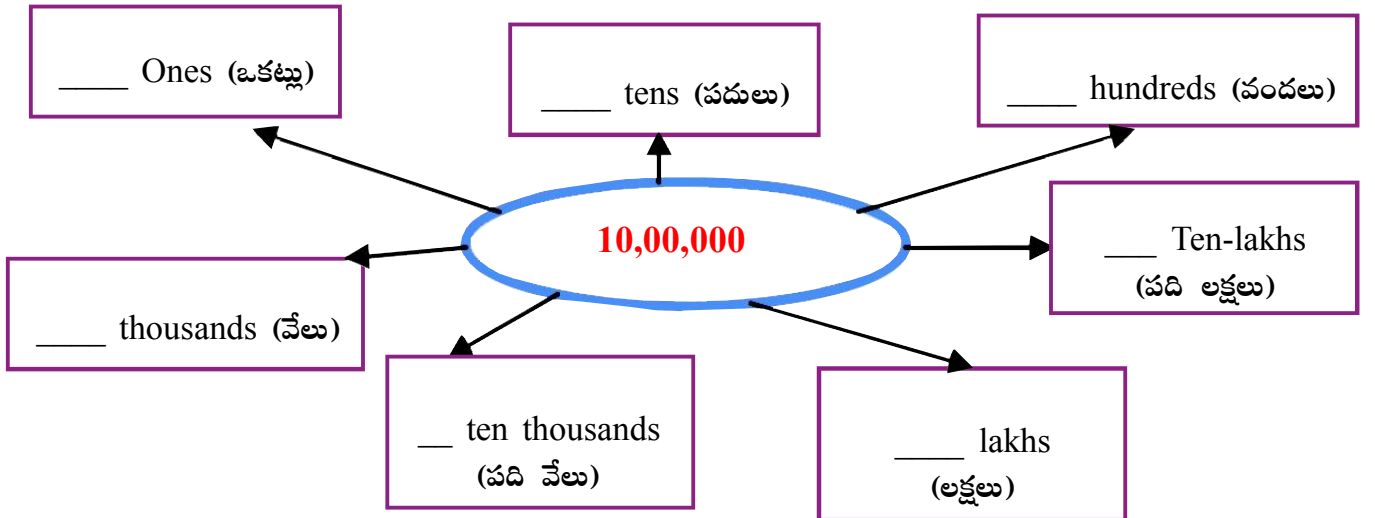 ____ Ones (ఒకట్లు)
____ tens (పదులు)
____ hundreds (వందలు)
10,00,000
___ Ten-lakhs
(పది లక్షలు)
____ thousands (వేలు)
__ ten thousands
(పది వేలు)
____ lakhs
(లక్షలు)